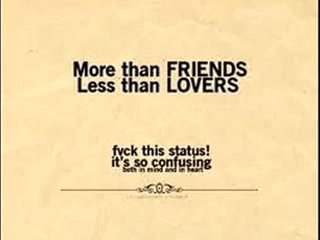 More than FRIENDS
Less than LOVERS
fvck this status!
it's so confusing
both in mind and in heart